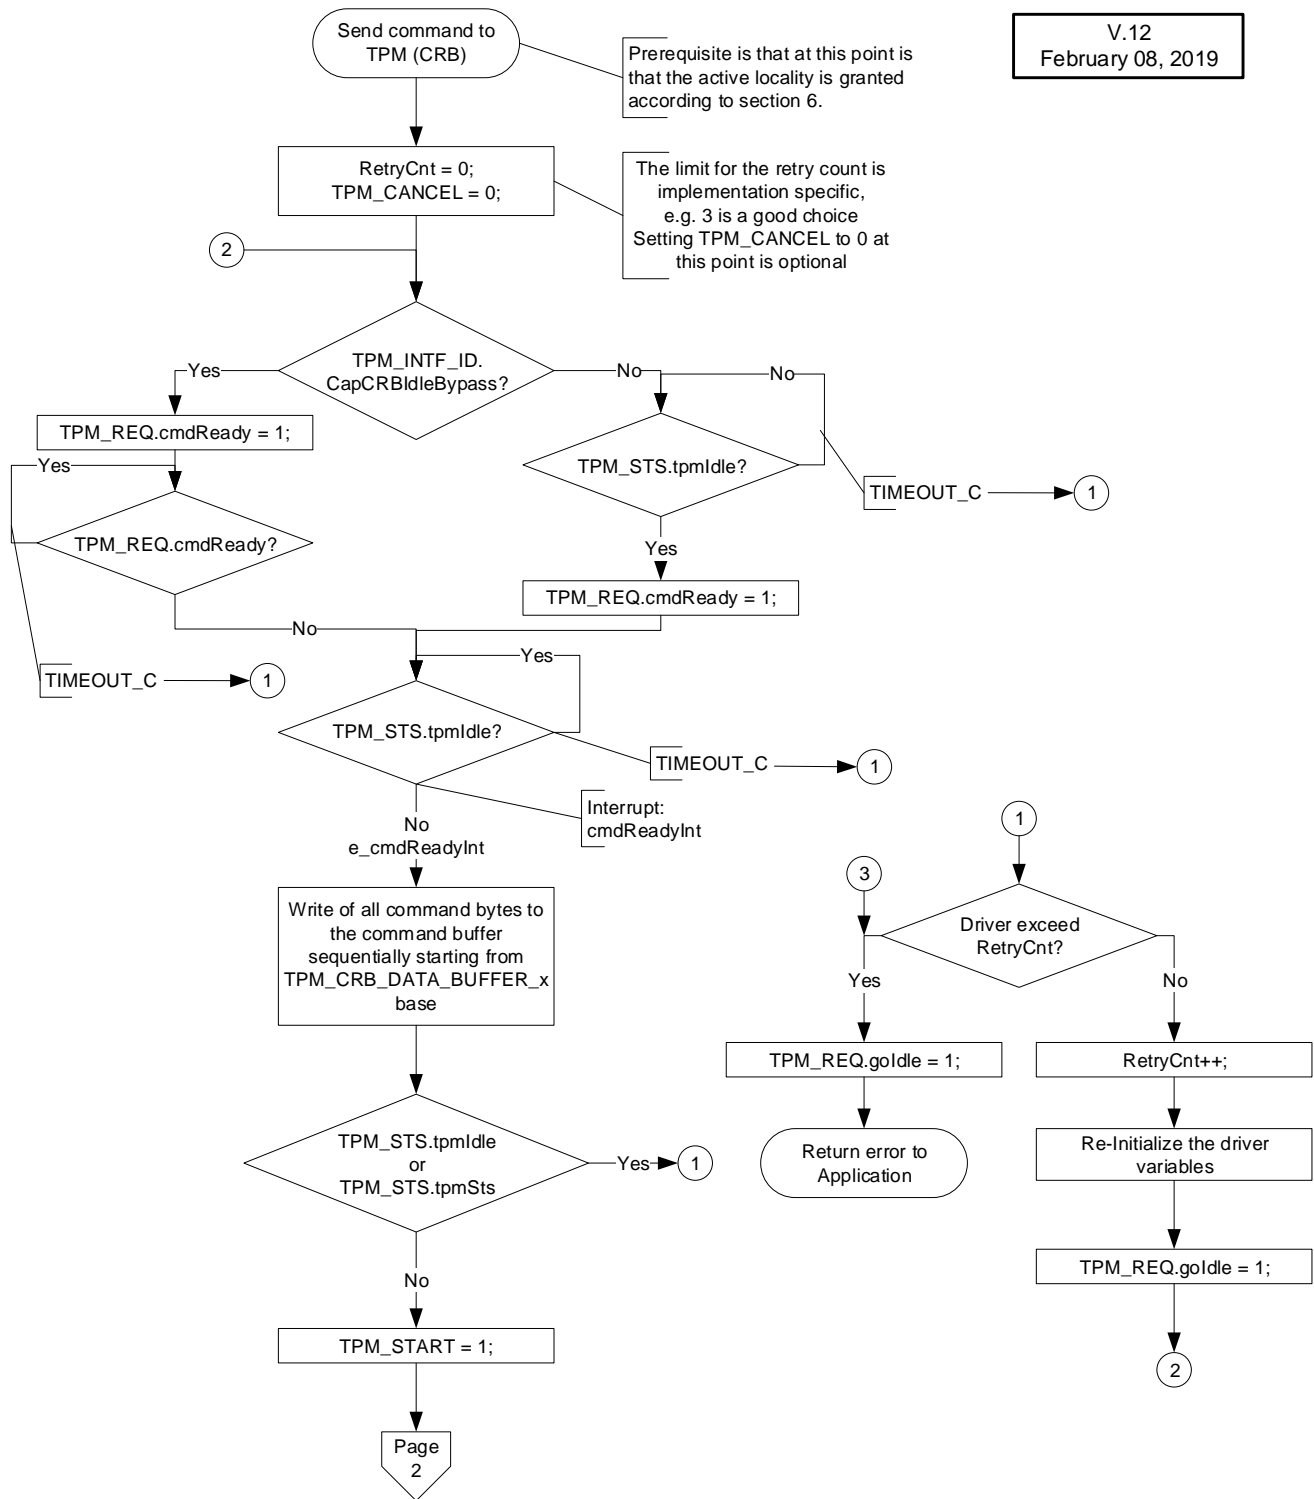 Send command to
TPM (CRB)
Prerequisite is that at this point is
that the active locality is granted
according to section 6.
V.12
February 08, 2019
RetryCnt = 0;
TPM_CANCEL = 0;
The limit for the retry count is
implementation specific,
e.g. 3 is a good choice
Setting TPM_CANCEL to 0 at
this point is optional
2
TPM_INTF_ID.
CapCRBIdleBypass?
Yes
No
No
TPM_REQ.cmdReady = 1;
Yes
TPM_STS.tpmIdle?
TIMEOUT_C
1
TPM_REQ.cmdReady?
Yes
TPM_REQ.cmdReady = 1;
No
Yes
TIMEOUT_C
1
TPM_STS.tpmIdle?
TIMEOUT_C
1
Interrupt:
cmdReadyInt
No
e_cmdReadyInt
1
3
Write of all command bytes to
the command buffer
sequentially starting from
TPM_CRB_DATA_BUFFER_x
base
Driver exceed
RetryCnt?
Yes
No
TPM_REQ.goIdle = 1;
RetryCnt++;
TPM_STS.tpmIdle
or
TPM_STS.tpmSts
Yes
1
Return error to
Application
Re-Initialize the driver
variables
No
TPM_REQ.goIdle = 1;
TPM_START = 1;
2
Page
2